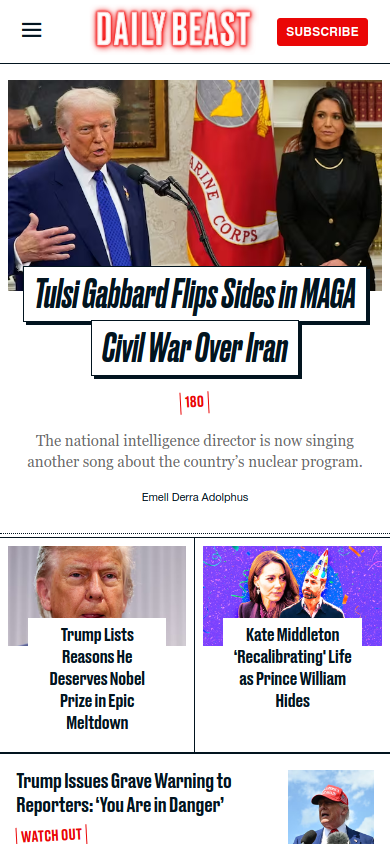 DAILY BEAST
SUBSCRIBE
MARINE CORPS
Tulsi Gabbard Flips Sides in MAGA
Civil War Over Iran
180
The national intelligence director is now singing
another song about the country’s nuclear program.
Emell Derra Adolphus
Trump Lists
Reasons He
Deserves Nobel
Prize in Epic
Meltdown
Kate Middleton
‘Recalibrating' Life
as Prince William
Hides
Trump Issues Grave Warning to
Reporters: ‘You Are in Danger’
WATCH OUT